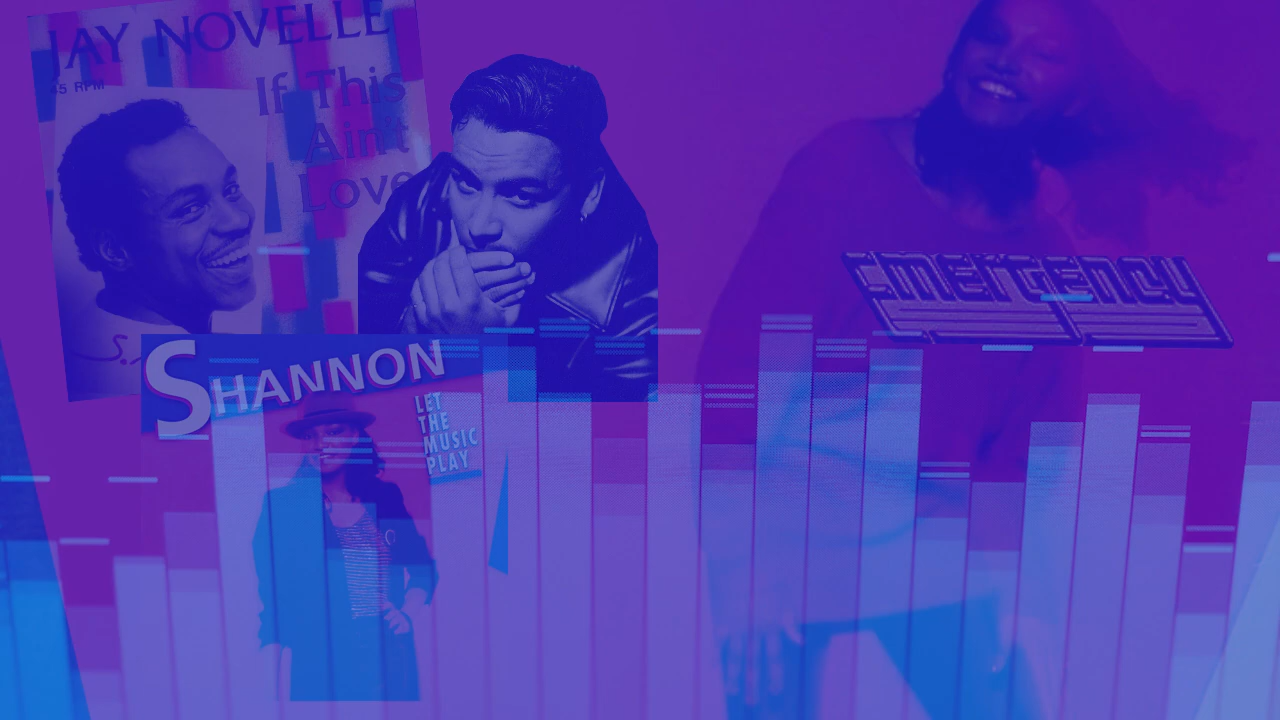 JAY NOVELLE
45 RPM
If This
Ain't
Love
SHANNON
LET
THE
MUSIC
PLAY
Emergency